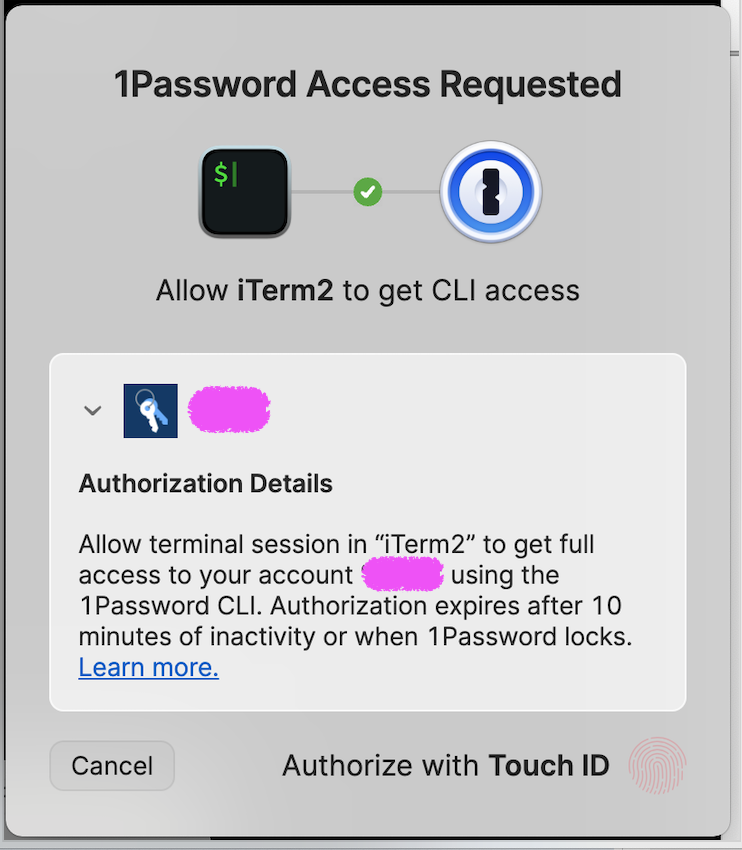 1Password Access Requested
$
Allow iTerm2 to get CLI access
Authorization Details
Allow terminal session in “iTerm2” to get full
access to your account “ using the
1Password CLI. Authorization expires after 10
minutes of inactivity or when 1Password locks.
Learn more.
Cancel
Authorize with Touch ID